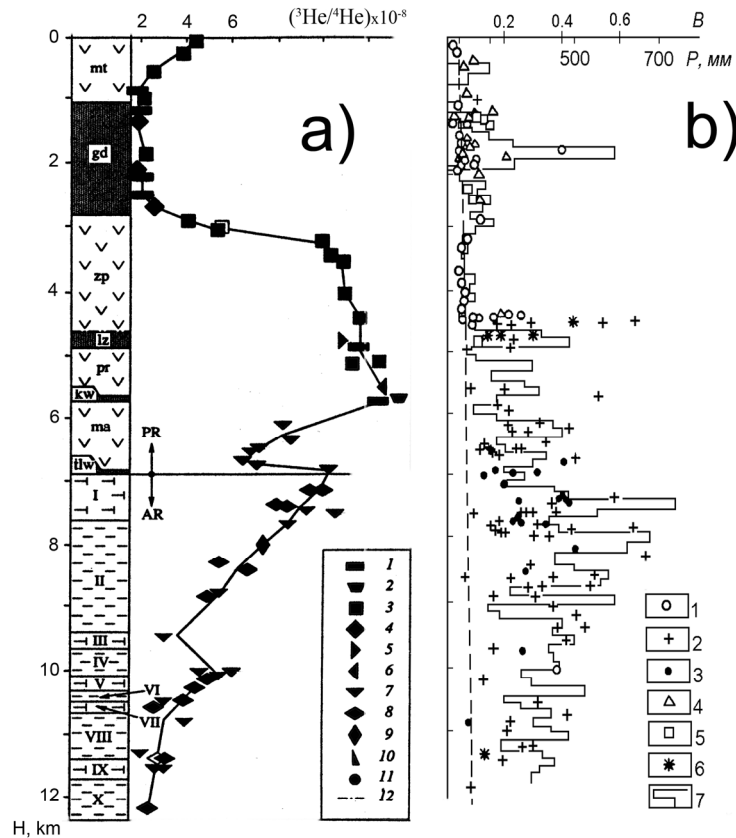 (³He/⁴He)x10⁻⁸
2 4 6 8
0
2
4
6
8
10
12
H, km
mt
gd
zp
lz
pr
kw
ma
tlw
PR
AR
I
II
III
IV
V
VI
VII
VIII
IX
X
a)
1
2
3
4
5
6
7
8
9
10
11
12
0.2 0.4 0.6 B
500 700 P, мм
b)
1
2
3
4
5
6
7